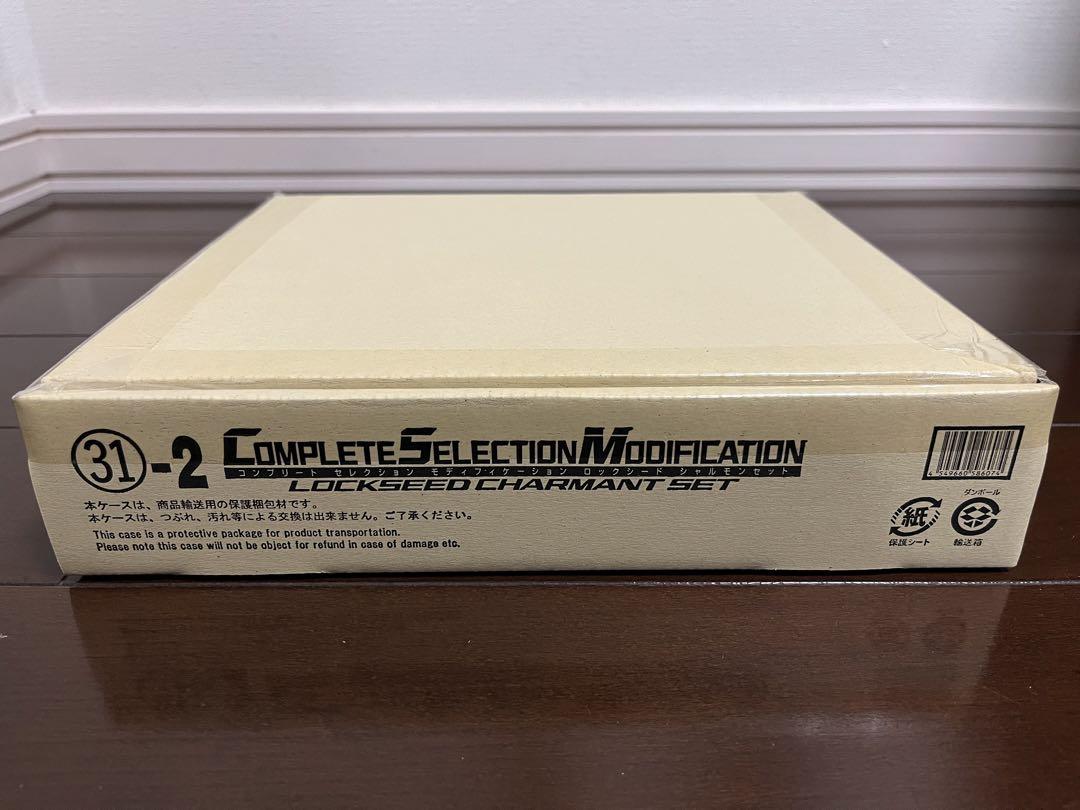 31-2 COMPLETE SELECTION MODIFICATION
コンプリート セレクション モディフィケーション ロックシード シャルモンセット
LOCKSEED CHARMANT SET
本ケースは、商品輸送用の保護梱包材です。
本ケースは、つぶれ、汚れ等による交換は出来ません。ご了承ください。
This case is a protective package for product transportation.
Please note this case will not be object for refund in case of damage etc.
4 549660 586074
紙
保護シート
ダンボール
輸送箱